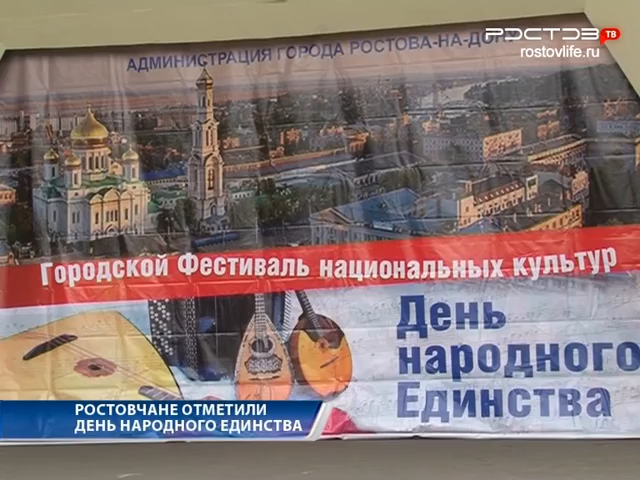 РОСТОВ ТВ
rostovlife.ru
АДМИНИСТРАЦИЯ ГОРОДА РОСТОВА-НА-ДОНУ
Городской Фестиваль национальных культур
День
народного
Единства
РОСТОВЧАНЕ ОТМЕТИЛИ
ДЕНЬ НАРОДНОГО ЕДИНСТВА